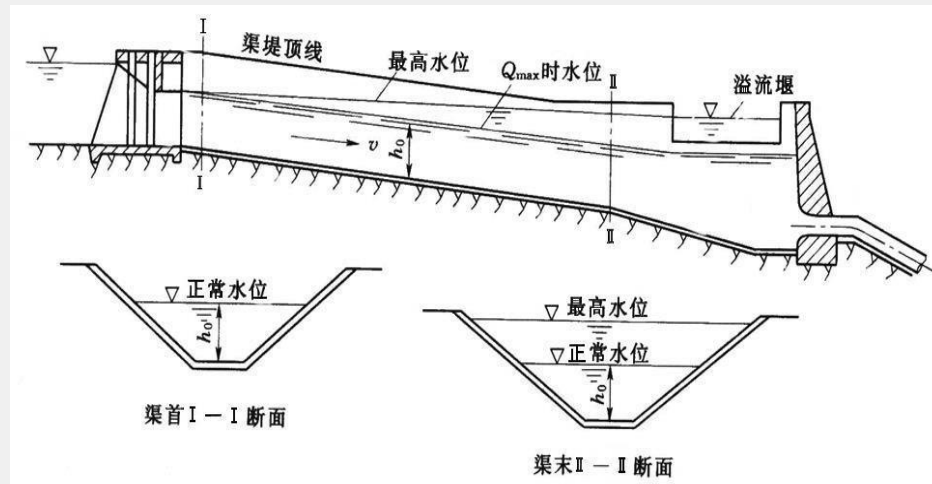 I
渠堤顶线
最高水位
Qmax时水位
II
溢流堰
v
h0
I
II
正常水位
h0
渠首I—I断面
最高水位
正常水位
h0
渠末II—II断面